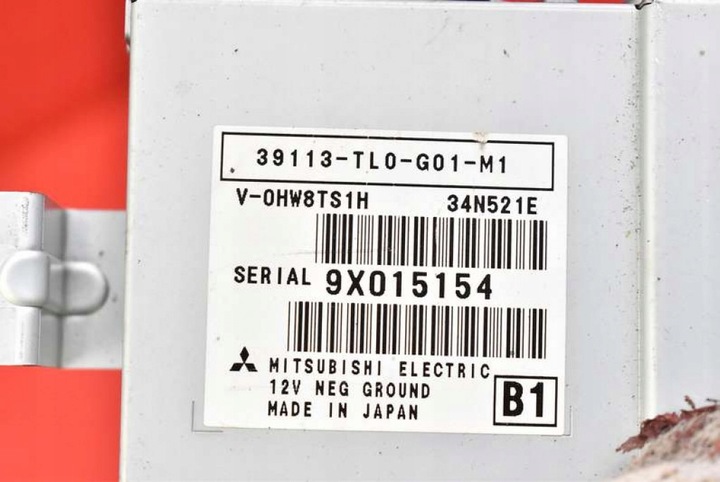 39113-TL0-G01-M1
V-0HW8TS1H 34N521E
SERIAL 9X015154
MITSUBISHI ELECTRIC
12V NEG GROUND
MADE IN JAPAN
B1